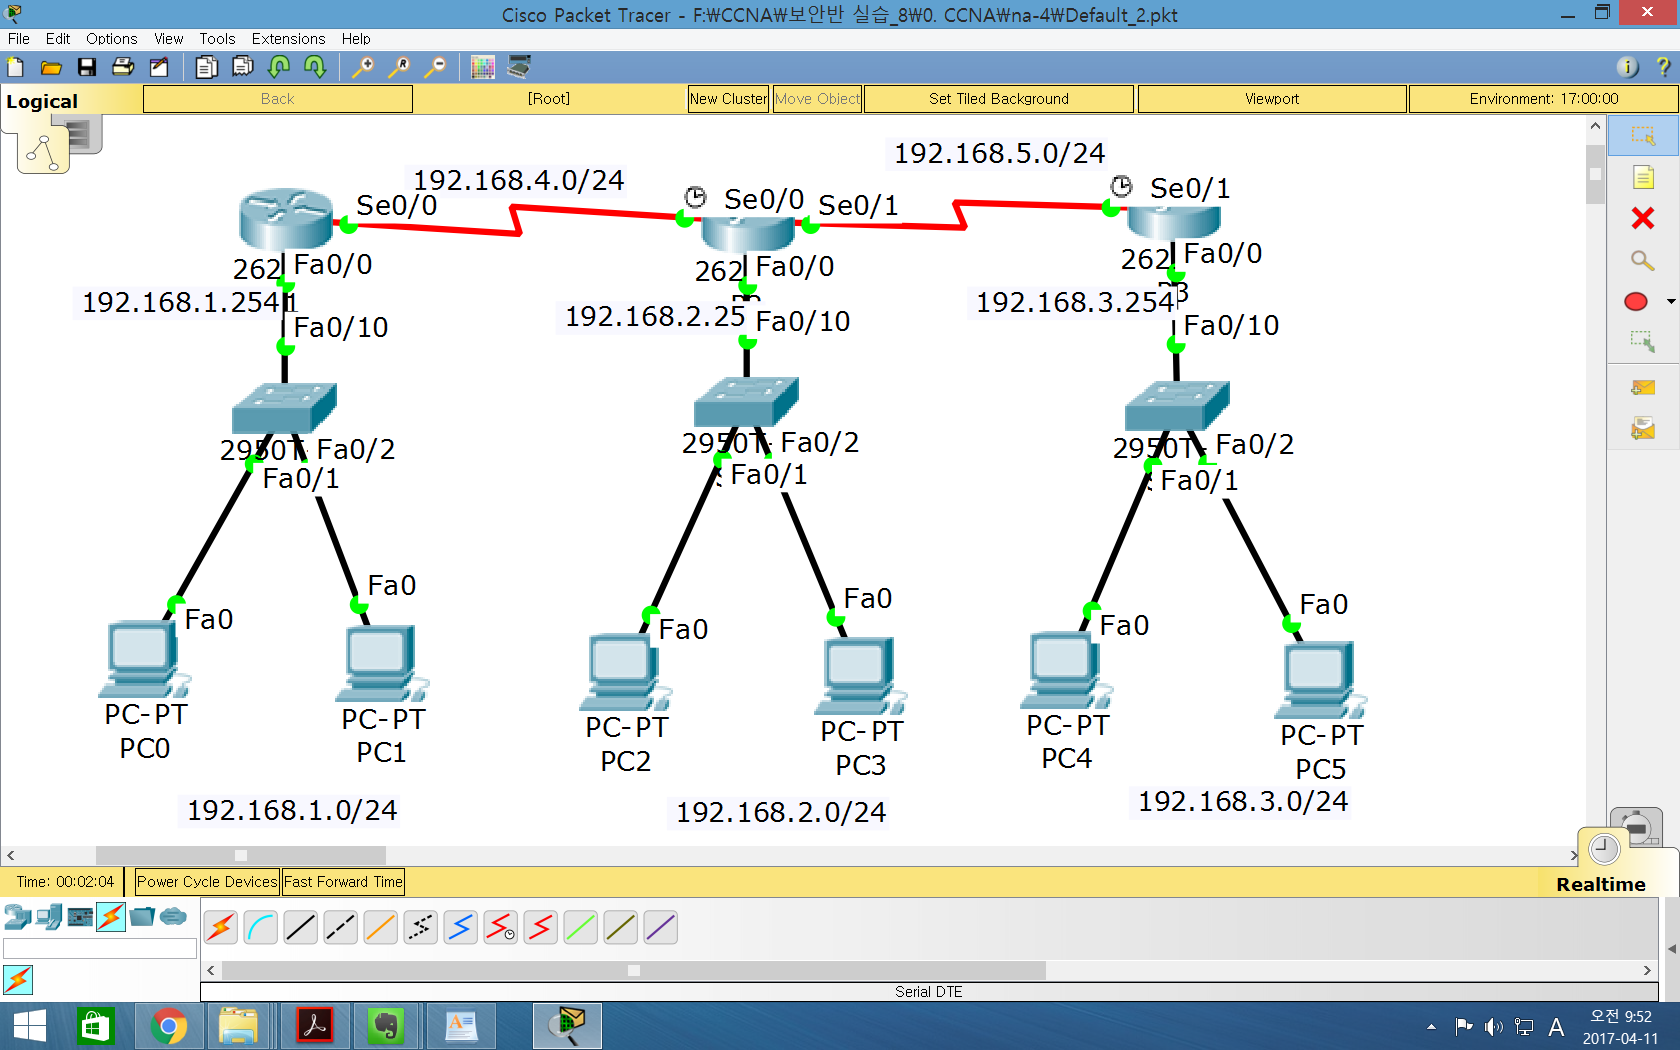 Cisco Packet Tracer - F:\CCNA\보안반 실습_8\0. CCNA\na-4\Default_2.pkt
File Edit Options View Tools Extensions Help
Logical
Back
[Root]
New Cluster
Move Object
Set Tiled Background
Viewport
Environment: 17:00:00
192.168.4.0/24
192.168.5.0/24
Se0/0
Se0/0
Se0/1
Se0/1
262
Fa0/0
262
Fa0/0
262
Fa0/0
192.168.1.254
192.168.2.25
192.168.3.254
Fa0/10
Fa0/10
Fa0/10
2950T-
Fa0/2
Fa0/1
2950T-
Fa0/2
Fa0/1
2950T-
Fa0/2
Fa0/1
Fa0
Fa0
Fa0
Fa0
Fa0
Fa0
PC-PT
PC0
PC-PT
PC1
PC-PT
PC2
PC-PT
PC3
PC-PT
PC4
PC-PT
PC5
192.168.1.0/24
192.168.2.0/24
192.168.3.0/24
Time: 00:02:04
Power Cycle Devices
Fast Forward Time
Realtime
Serial DTE
A
오전 9:52
2017-04-11